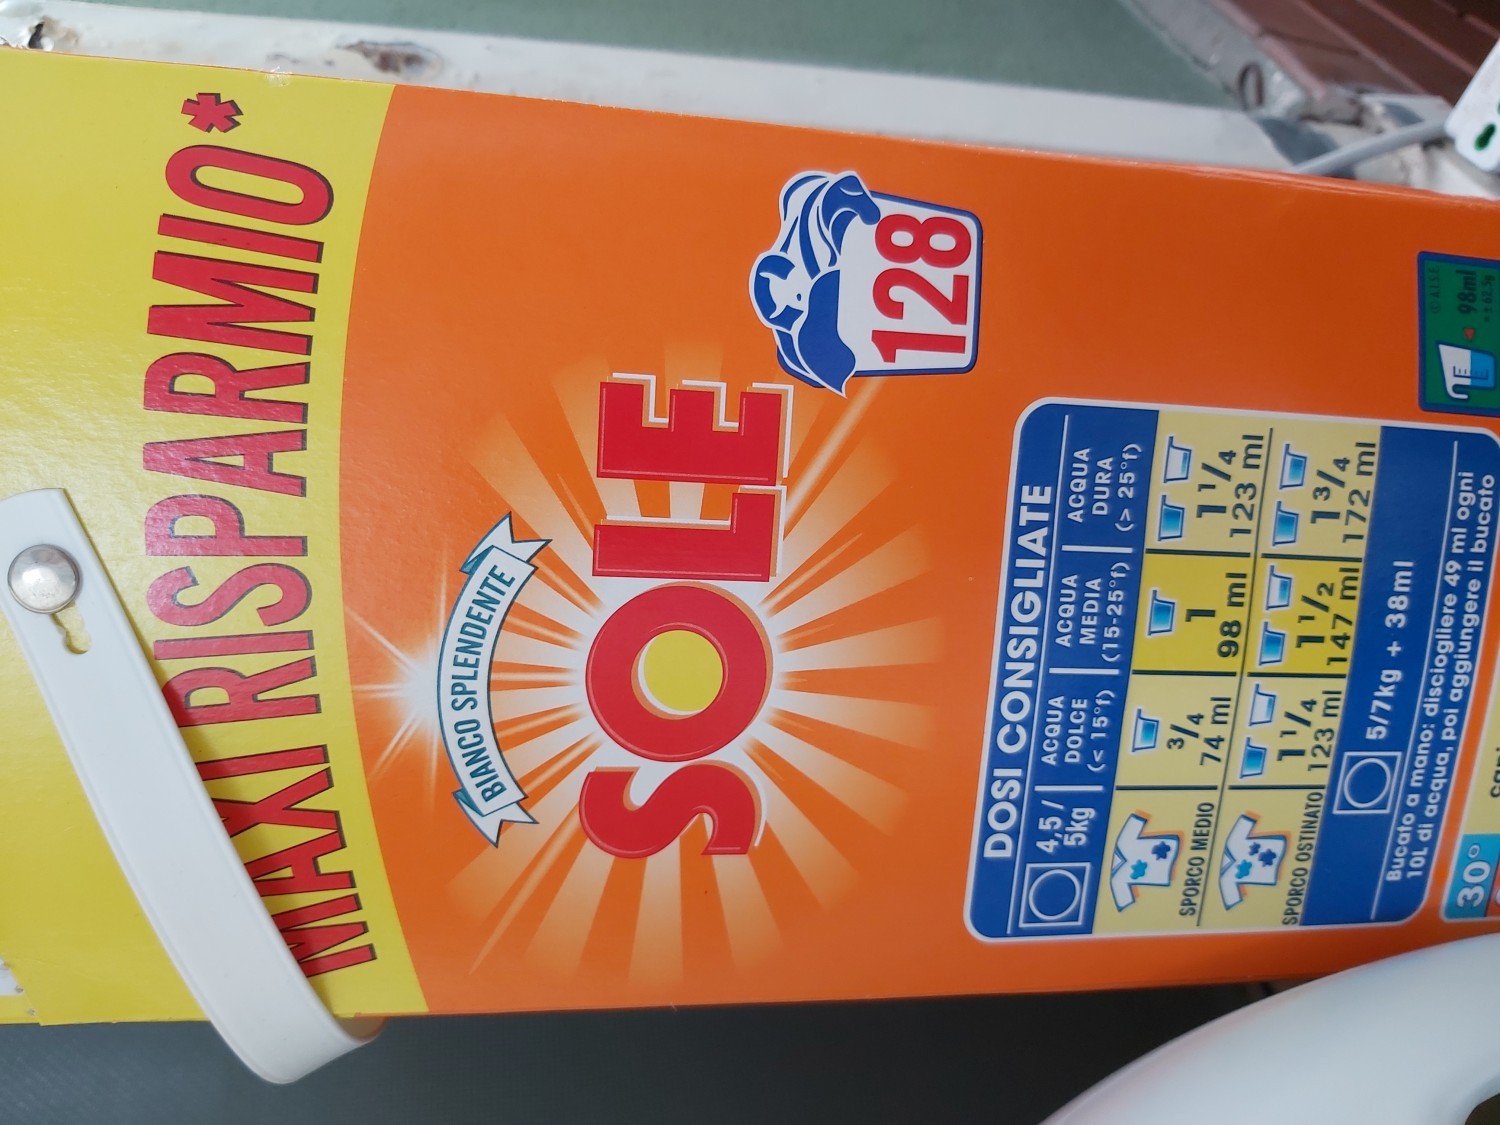 MAXI RISPARMIO*
BIANCO SPLENDENTE
SOLE
128
98ml
DOSI CONSIGLIATE
4,5/5kg
ACQUA DOLCE (< 15°f)
ACQUA MEDIA (15-25°f)
ACQUA DURA (> 25°f)
SPORCO MEDIO
3/4 74 ml
1 98 ml
1 1/4 123 ml
SPORCO OSTINATO
1 1/4 123 ml
1 1/2 147 ml
1 3/4 172 ml
5/7kg + 38ml
Bucato a mano: disciogliere 49 ml ogni
10L di acqua, poi aggiungere il bucato
30°